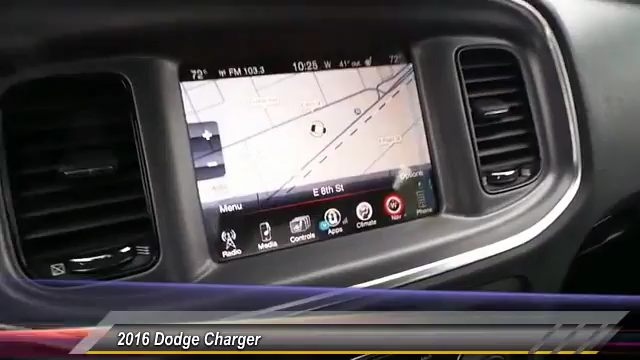 72° FM 103.3 10:25 W 41° out 72°
E 8th St
Menu
Options
Radio Media Controls Apps Climate Nav Phone
2016 Dodge Charger